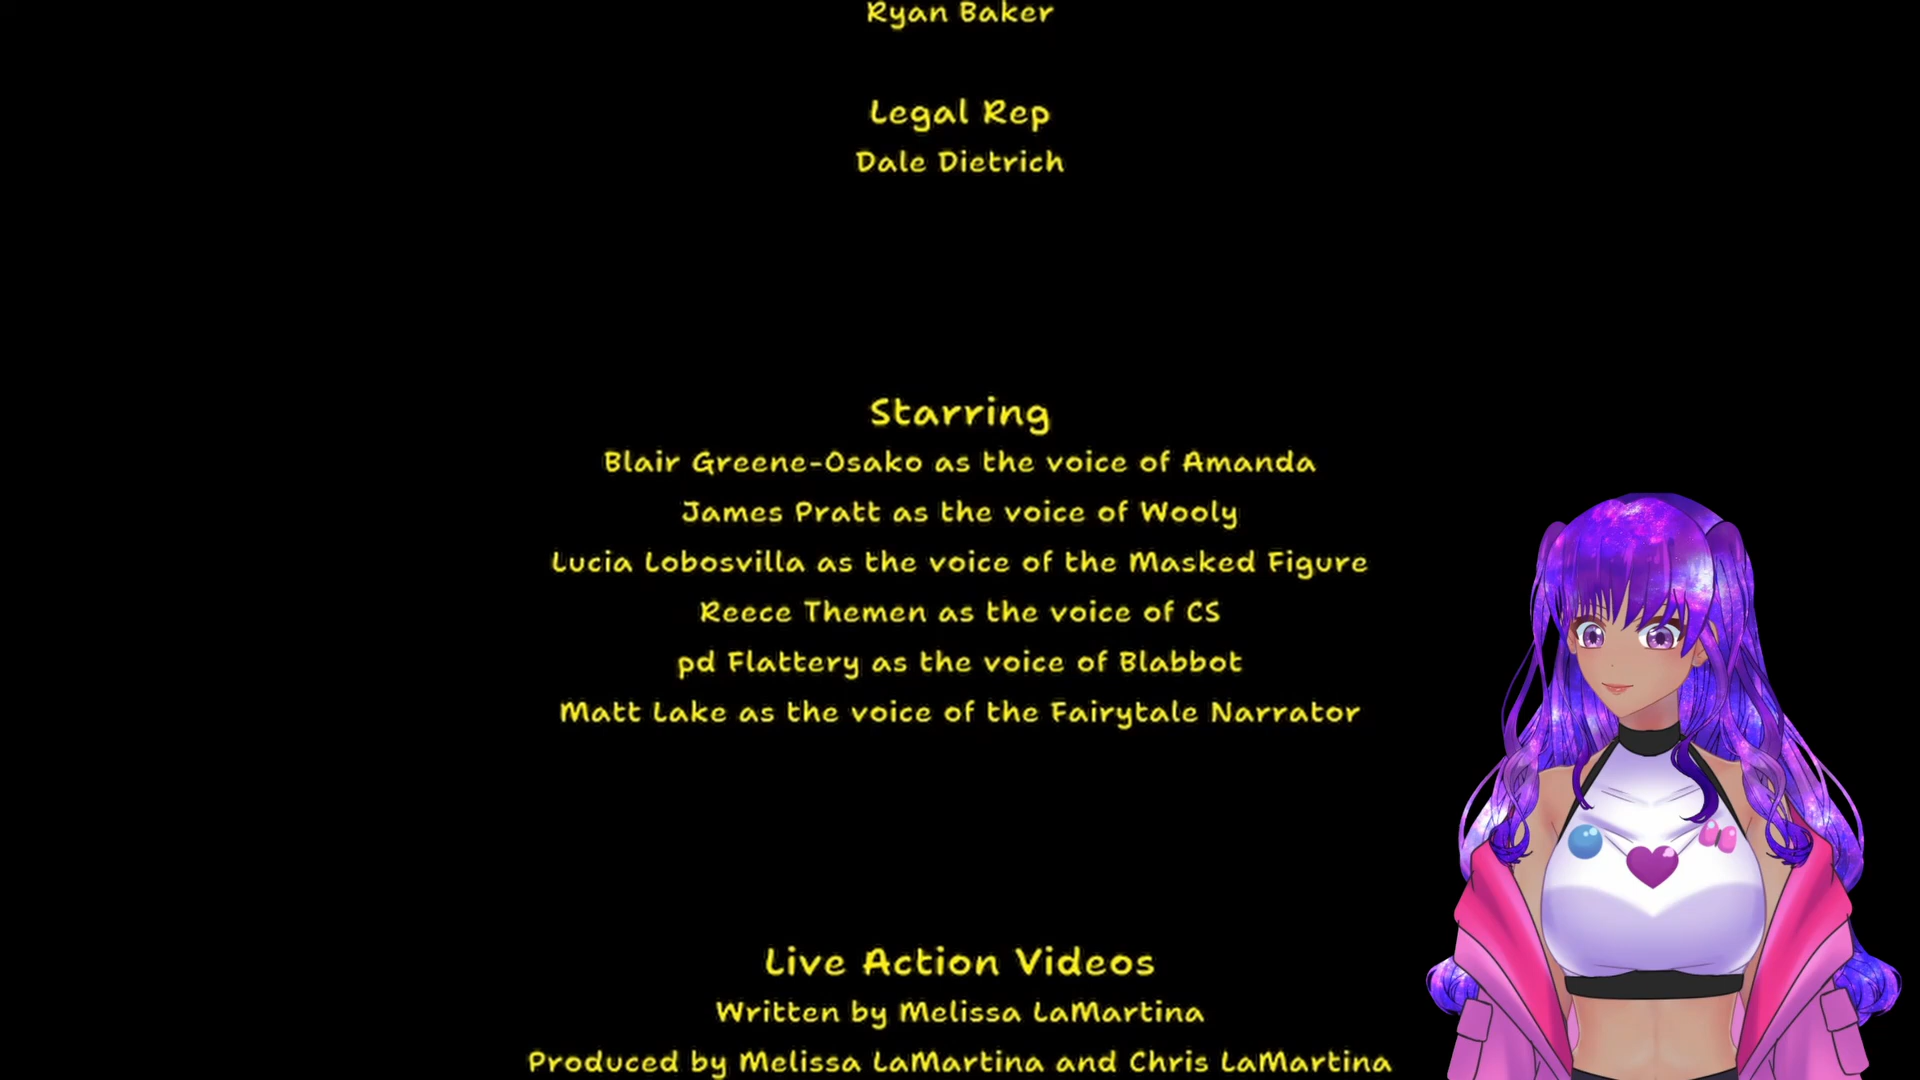 Ryan Baker
Legal Rep
Dale Dietrich
Starring
Blair Greene-Osako as the voice of Amanda
James Pratt as the voice of Wooly
Lucia Lobosvilla as the voice of the Masked Figure
Reece Themen as the voice of CS
pd Flattery as the voice of Blabbot
Matt Lake as the voice of the Fairytale Narrator
Live Action Videos
Written by Melissa LaMartina
Produced by Melissa LaMartina and Chris LaMartina